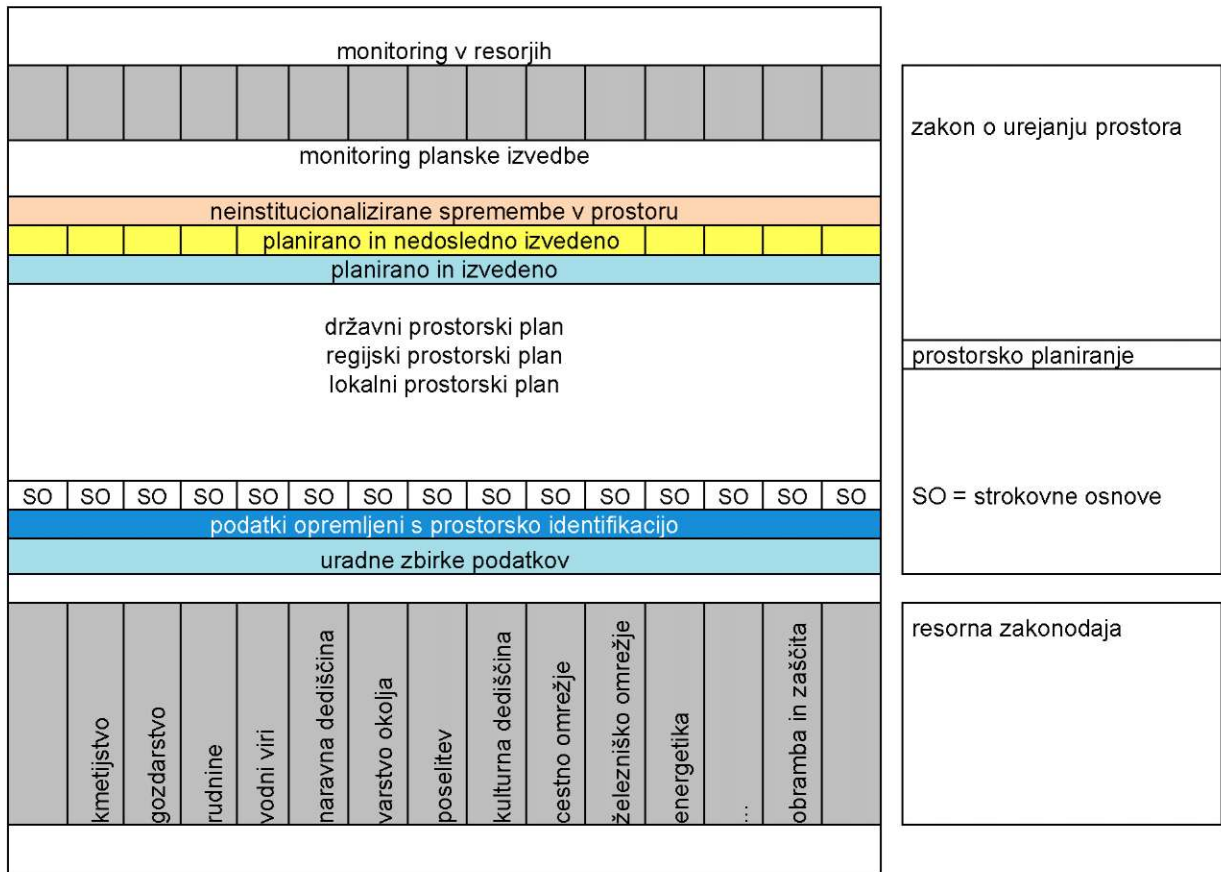 monitoring v resorjih
monitoring planske izvedbe
neinstitucionalizirane spremembe v prostoru
planirano in nedosledno izvedeno
planirano in izvedeno
državni prostorski plan
regijski prostorski plan
lokalni prostorski plan
SO SO SO SO SO SO SO SO SO SO SO SO SO SO SO
podatki opremljeni s prostorsko identifikacijo
uradne zbirke podatkov
kmetijstvo
gozdarstvo
rudnine
vodni viri
naravna dediščina
varstvo okolja
poselitev
kulturna dediščina
cestno omrežje
železniško omrežje
energetika
...
obramba in zaščita
zakon o urejanju prostora
prostorsko planiranje
SO = strokovne osnove
resorna zakonodaja